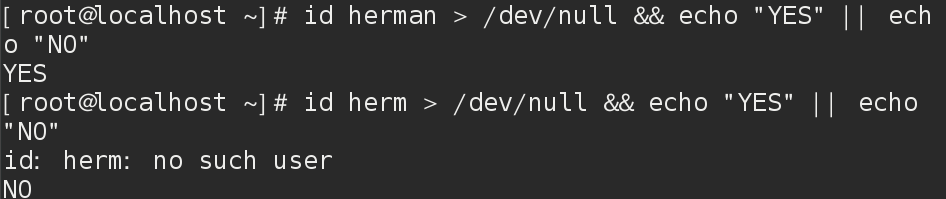 [root@localhost ~]# id herman > /dev/null && echo "YES" || ech
o "NO"
YES
[root@localhost ~]# id herm > /dev/null && echo "YES" || echo
"NO"
id: herm: no such user
NO